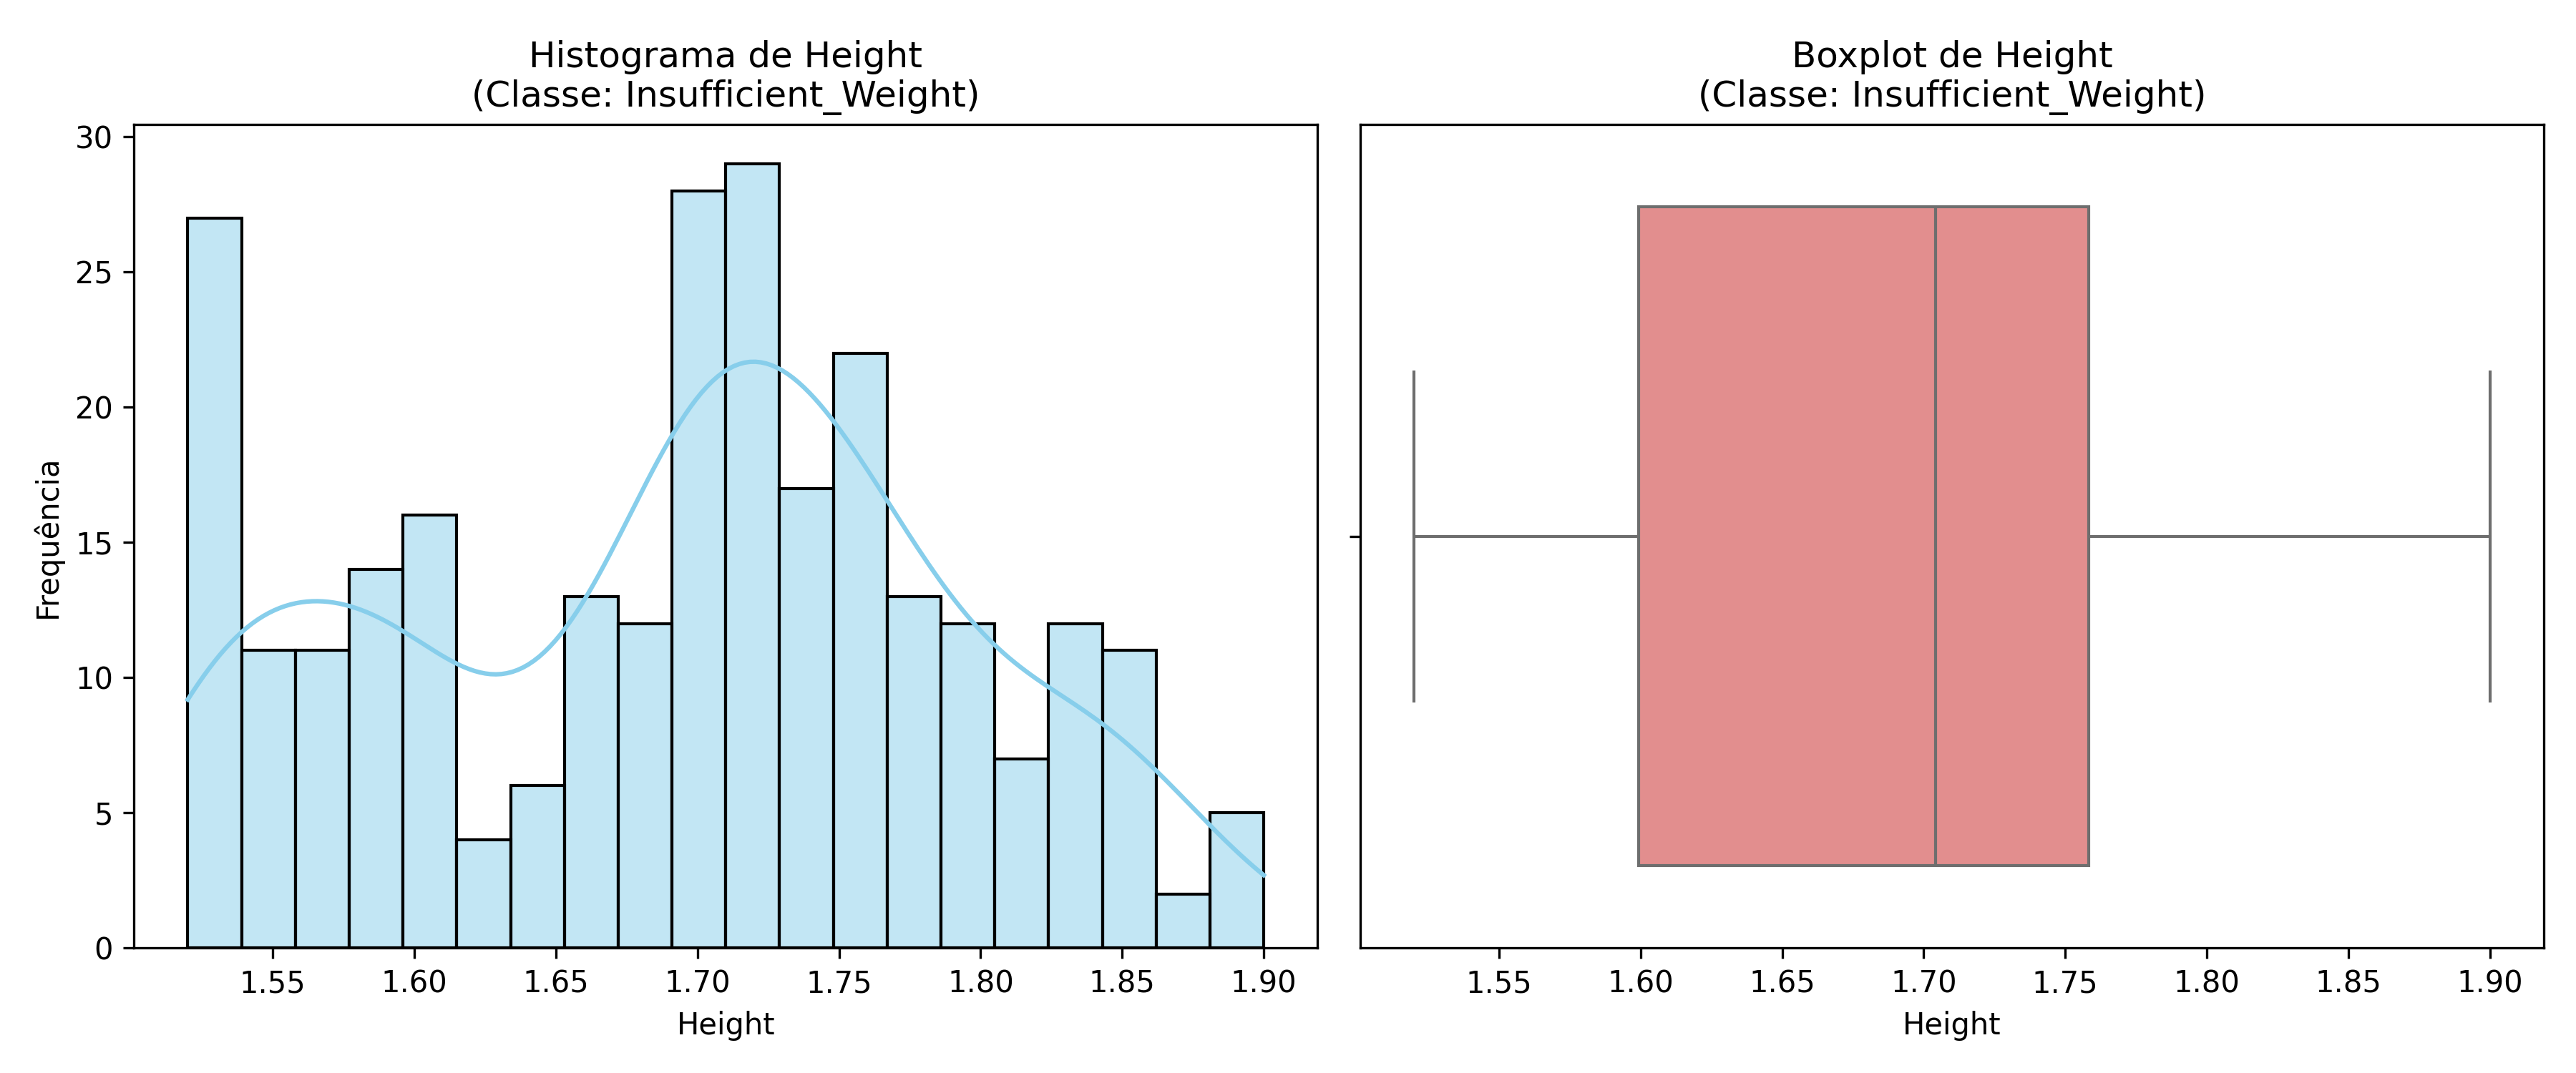 Histograma de Height
(Classe: Insufficient_Weight)
Frequência
30
25
20
15
10
5
0
1.55 1.60 1.65 1.70 1.75 1.80 1.85 1.90
Height
Boxplot de Height
(Classe: Insufficient_Weight)
1.55 1.60 1.65 1.70 1.75 1.80 1.85 1.90
Height